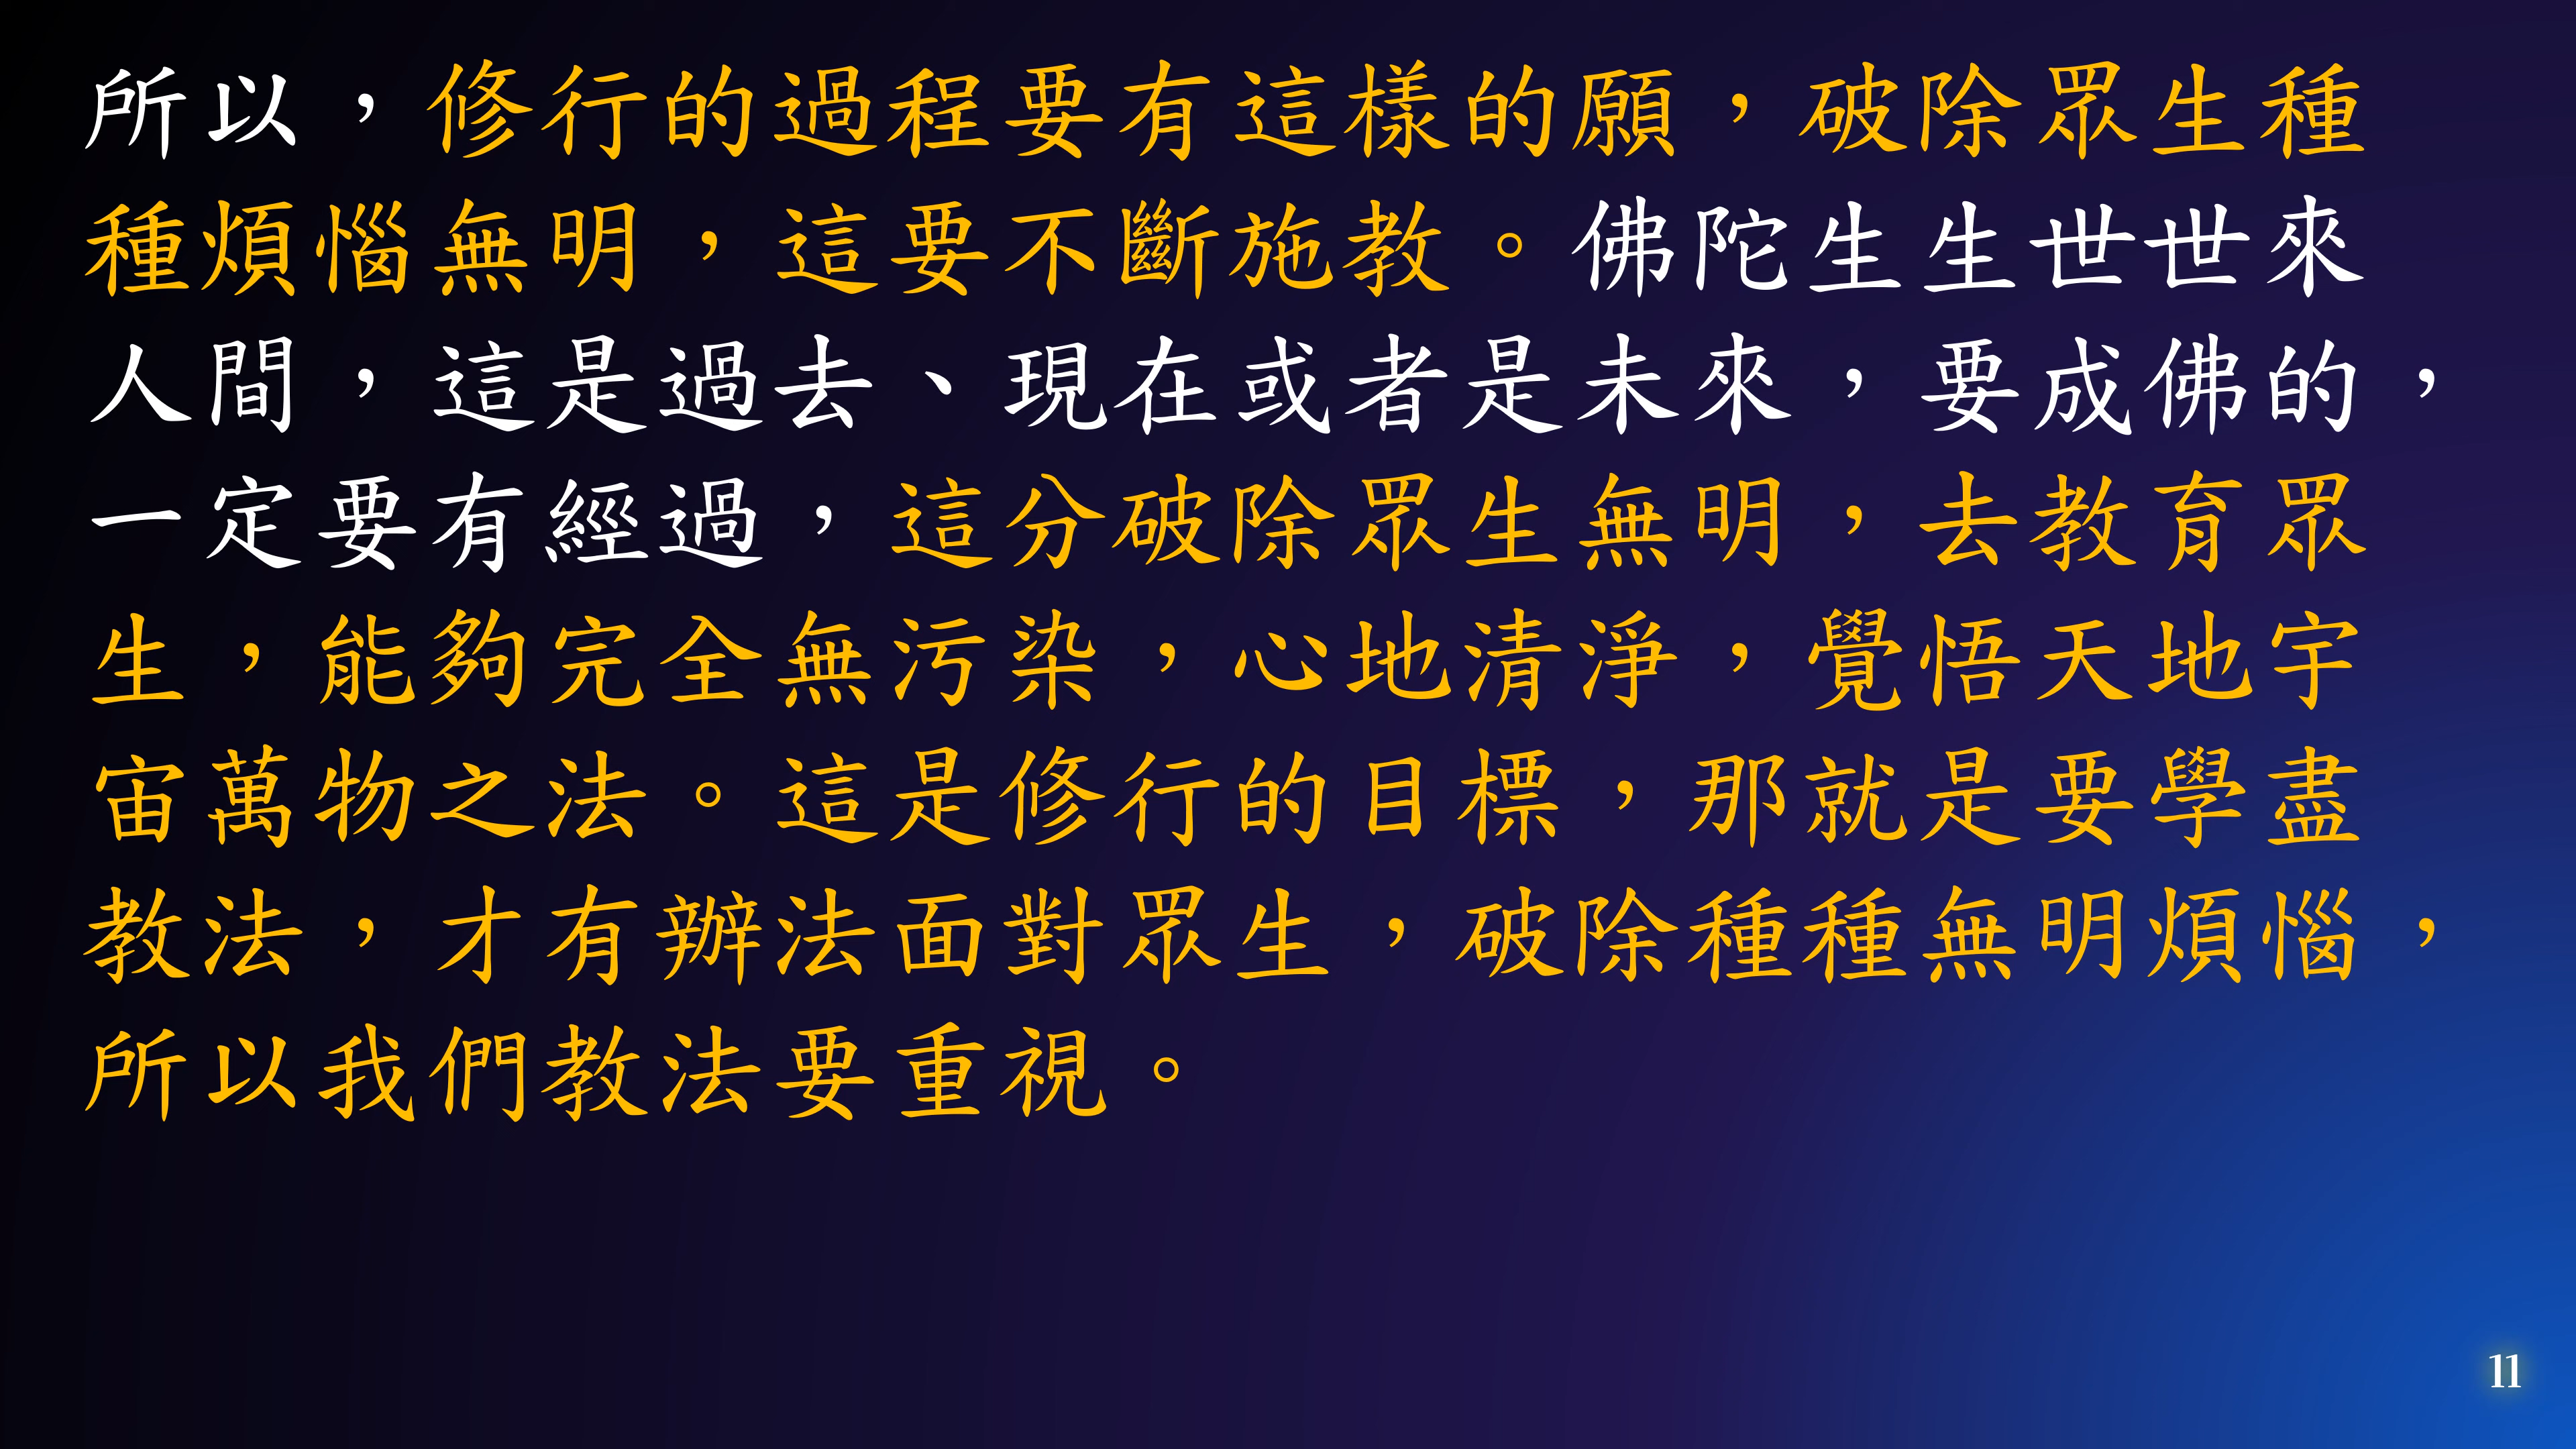 所以，修行的過程要有這樣的願，破除眾生種
種煩惱無明，這要不斷施教。佛陀生生世世來
人間，這是過去、現在或者是未來，要成佛的，
一定要有經過，這分破除眾生無明，去教育眾
生，能夠完全無污染，心地清淨，覺悟天地宇
宙萬物之法。這是修行的目標，那就是要學盡
教法，才有辦法面對眾生，破除種種無明煩惱，
所以我們教法要重視。
11